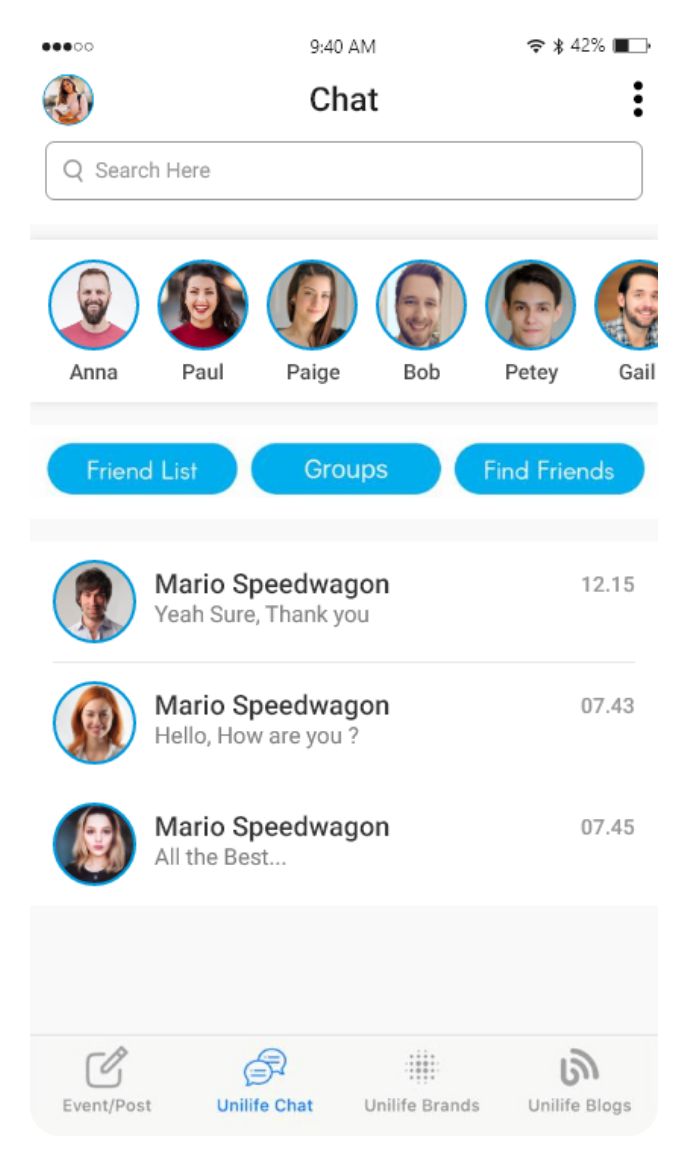 9:40 AM 42%
Chat
Search Here
Anna Paul Paige Bob Petey Gail
Friend List Groups Find Friends
Mario Speedwagon 12.15
Yeah Sure, Thank you
Mario Speedwagon 07.43
Hello, How are you ?
Mario Speedwagon 07.45
All the Best...
Event/Post Unilife Chat Unilife Brands Unilife Blogs